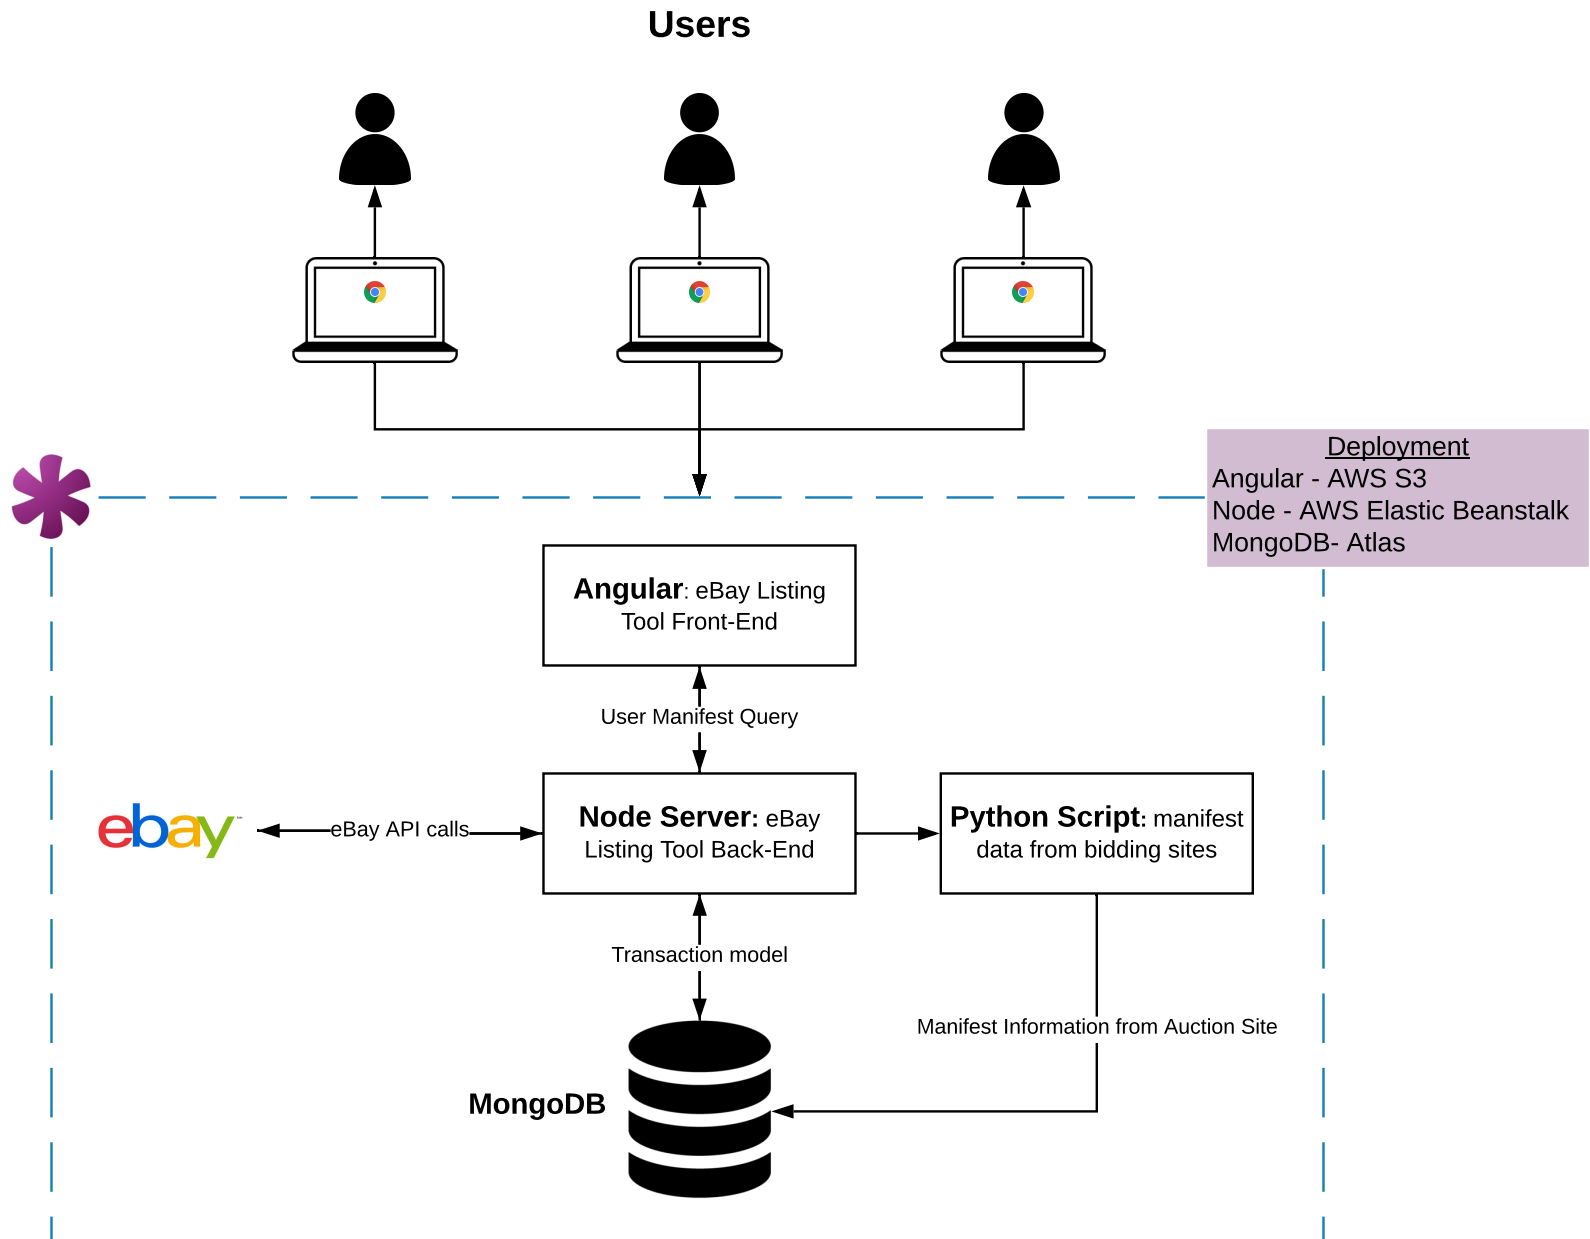 Users
Deployment
Angular - AWS S3
Node - AWS Elastic Beanstalk
MongoDB- Atlas
Angular: eBay Listing
Tool Front-End
User Manifest Query
ebay
eBay API calls
Node Server: eBay
Listing Tool Back-End
Python Script: manifest
data from bidding sites
Transaction model
Manifest Information from Auction Site
MongoDB